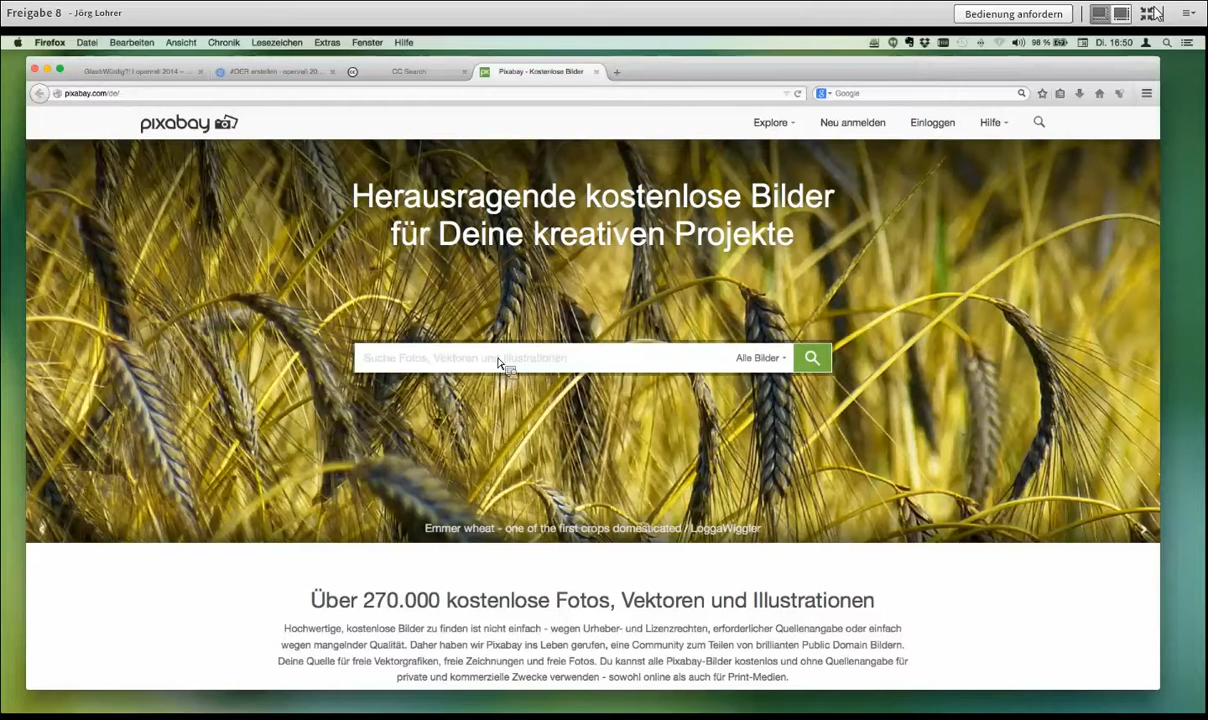 Freigabe 8 - Jörg Lohrer
Bedienung anfordern
Firefox Datei Bearbeiten Ansicht Chronik Lesezeichen Extras Fenster Hilfe
98 % Di. 16:50
#OER erstellen - openrell 20...
CC Search
Pixabay - Kostenlose Bilder
pixabay.com/de/
Google
pixabay
Explore
Neu anmelden
Einloggen
Hilfe
Herausragende kostenlose Bilder
für Deine kreativen Projekte
Suche Fotos, Vektoren und Illustrationen
Alle Bilder
Emmer wheat - one of the first crops domesticated / LoggaWiggler
Über 270.000 kostenlose Fotos, Vektoren und Illustrationen
Hochwertige, kostenlose Bilder zu finden ist nicht einfach - wegen Urheber- und Lizenzrechten, erforderlicher Quellenangabe oder einfach
wegen mangelnder Qualität. Daher haben wir Pixabay ins Leben gerufen, eine Community zum Teilen von brillianten Public Domain Bildern.
Deine Quelle für freie Vektorgrafiken, freie Zeichnungen und freie Fotos. Du kannst alle Pixabay-Bilder kostenlos und ohne Quellenangabe für
private und kommerzielle Zwecke verwenden - sowohl online als auch für Print-Medien.